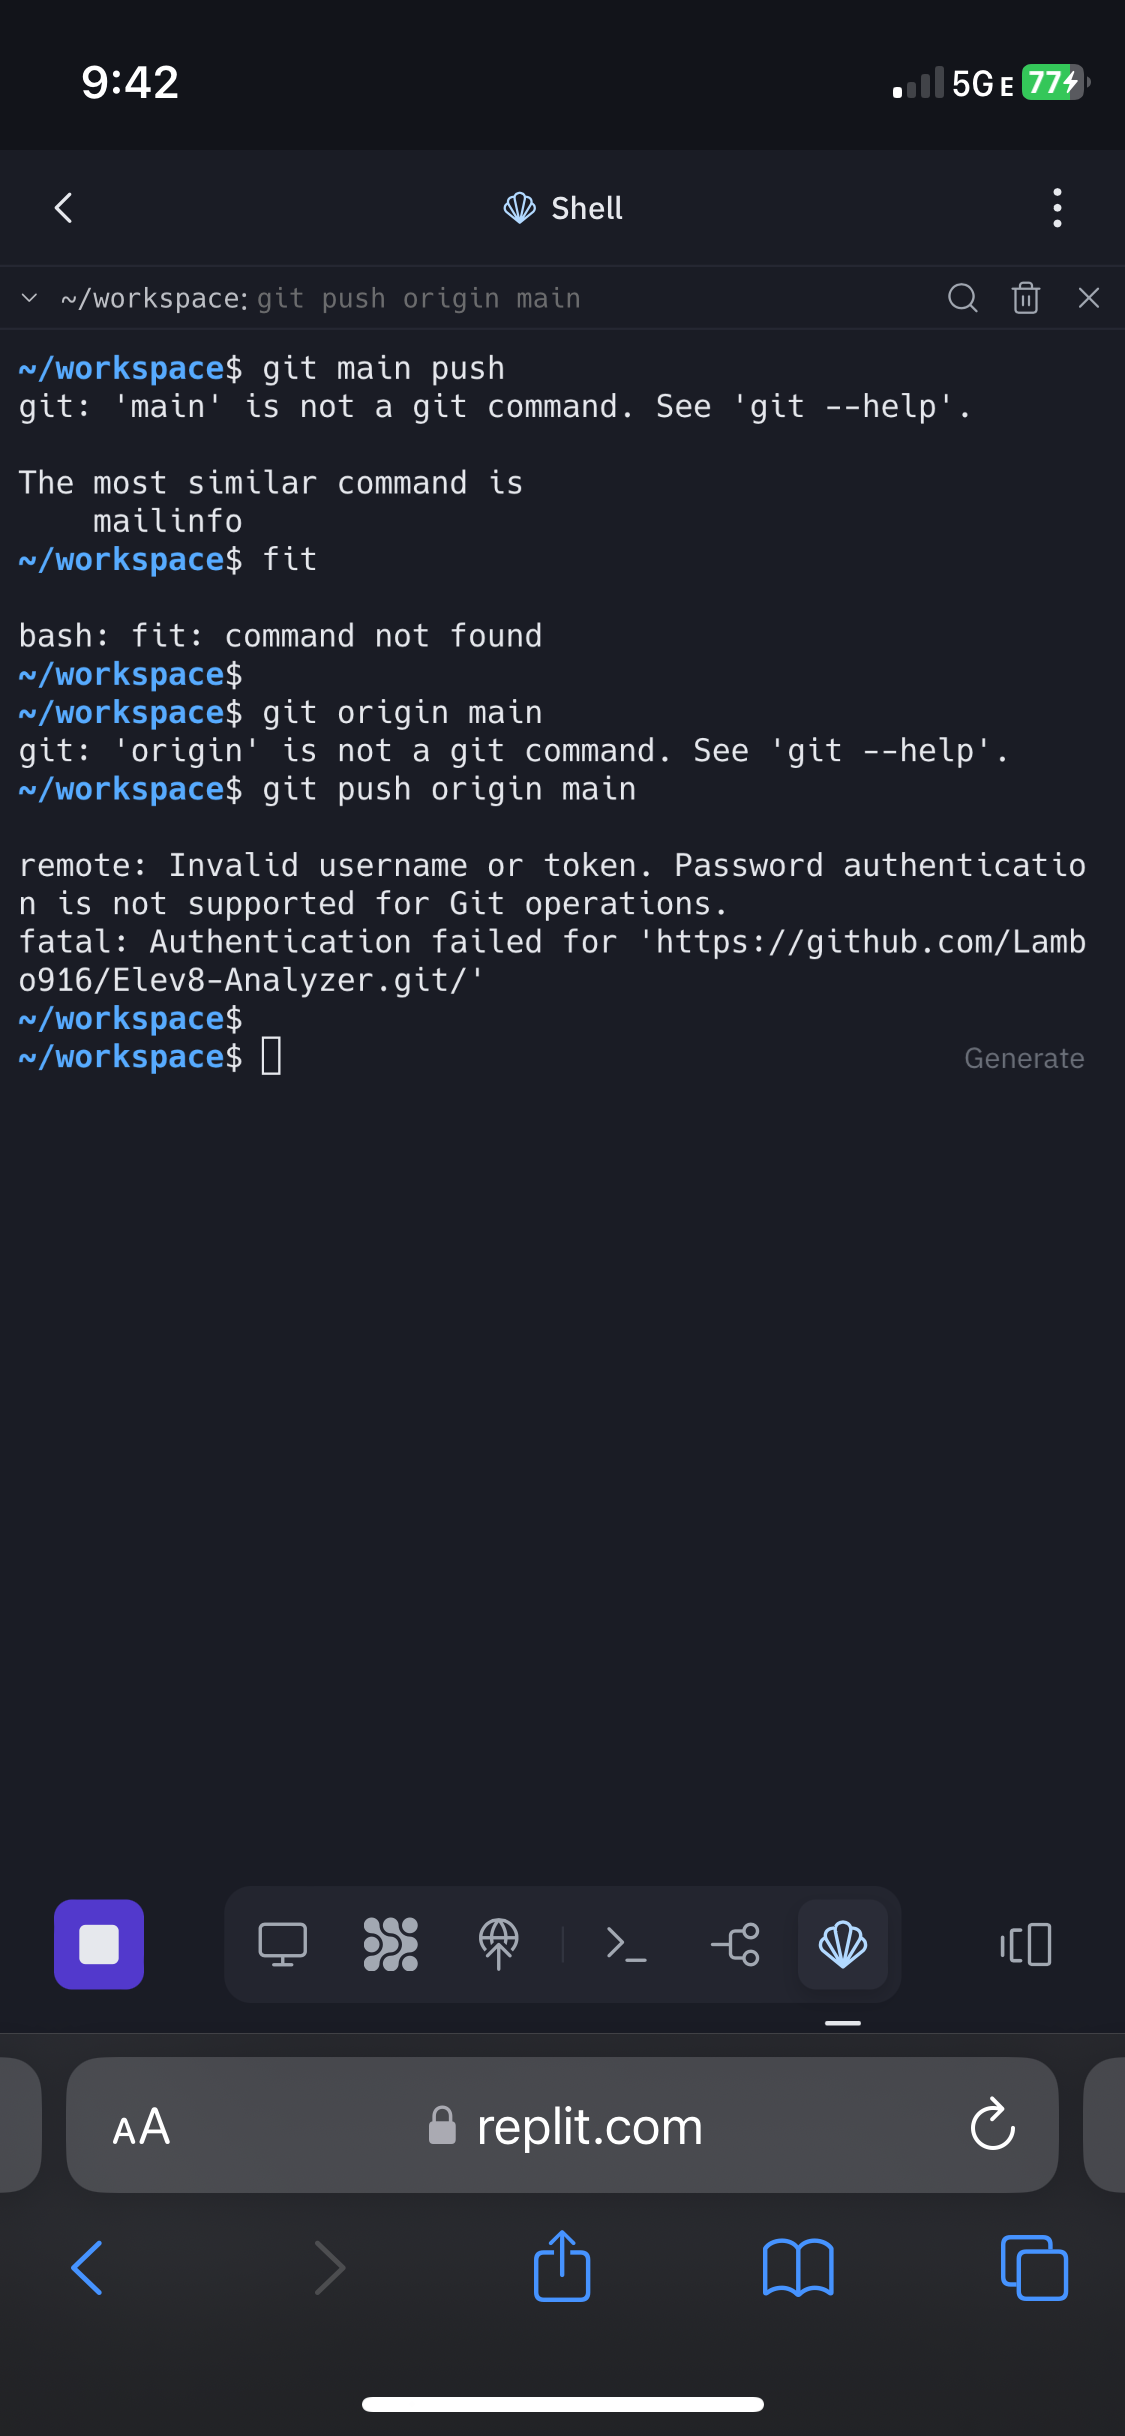 9:42
5G E 77
Shell
~/workspace: git push origin main
~/workspace$ git main push
git: 'main' is not a git command. See 'git --help'.
The most similar command is
mailinfo
~/workspace$ fit
bash: fit: command not found
~/workspace$
~/workspace$ git origin main
git: 'origin' is not a git command. See 'git --help'.
~/workspace$ git push origin main
remote: Invalid username or token. Password authenticatio
n is not supported for Git operations.
fatal: Authentication failed for 'https://github.com/Lamb
o916/Elev8-Analyzer.git/'
~/workspace$
~/workspace$
Generate
AA replit.com